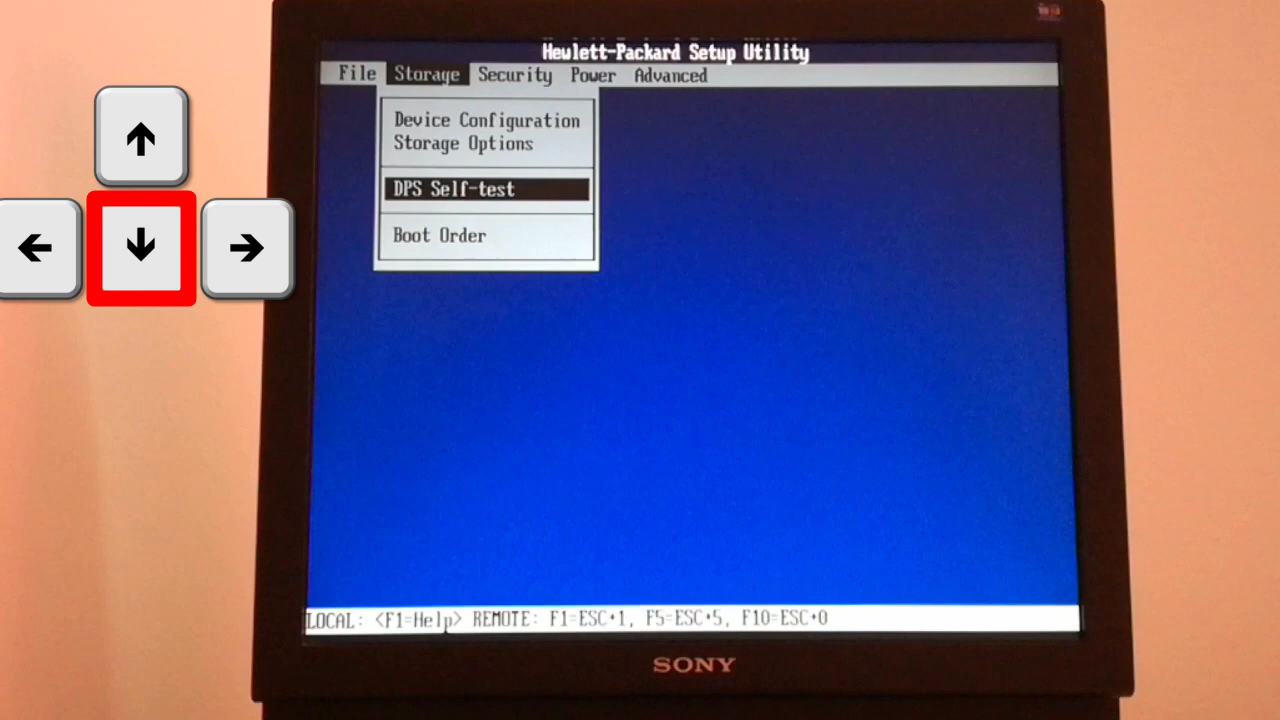 Hewlett-Packard Setup Utility
File Storage Security Power Advanced
Device Configuration
Storage Options
DPS Self-test
Boot Order
LOCAL: <F1=Help> REMOTE: F1=ESC+1, F5=ESC+5, F10=ESC+0
SONY